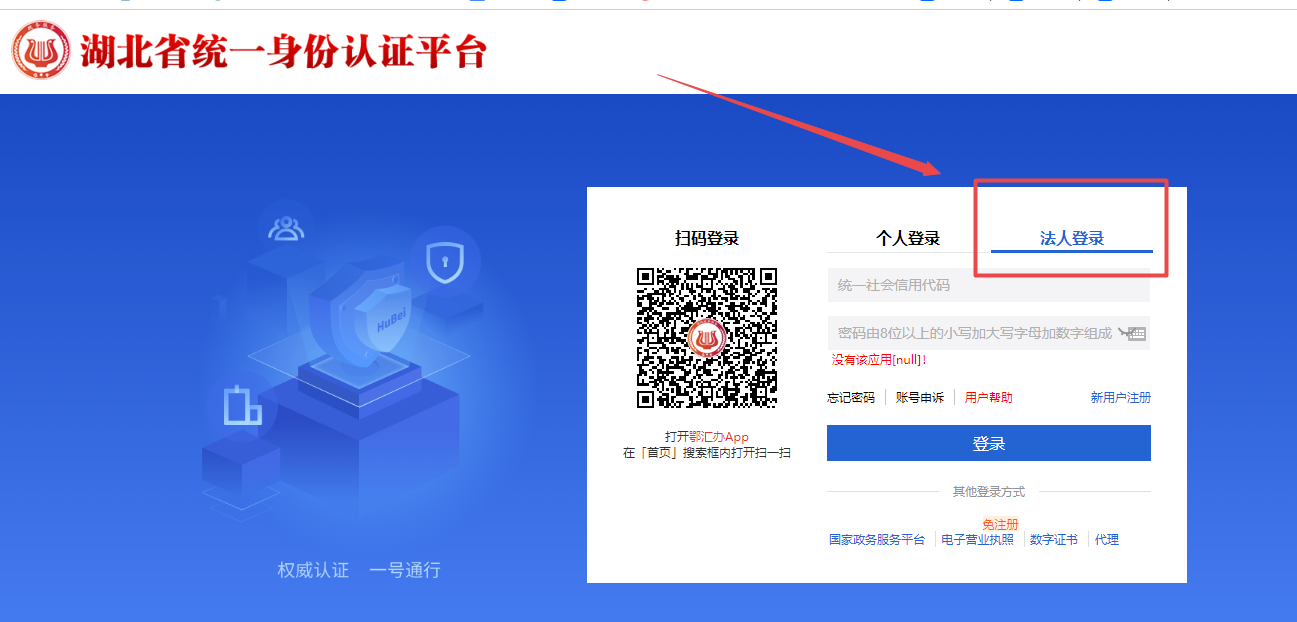 湖北省统一身份认证平台
HuBei
权威认证 一号通行
扫码登录
打开鄂汇办App
在「首页」搜索框内打开扫一扫
个人登录 法人登录
统一社会信用代码
密码由8位以上的小写加大写字母加数字组成
没有该应用[null]!
忘记密码 账号申诉 用户帮助 新用户注册
登录
其他登录方式
免注册
国家政务服务平台 电子营业执照 数字证书 代理